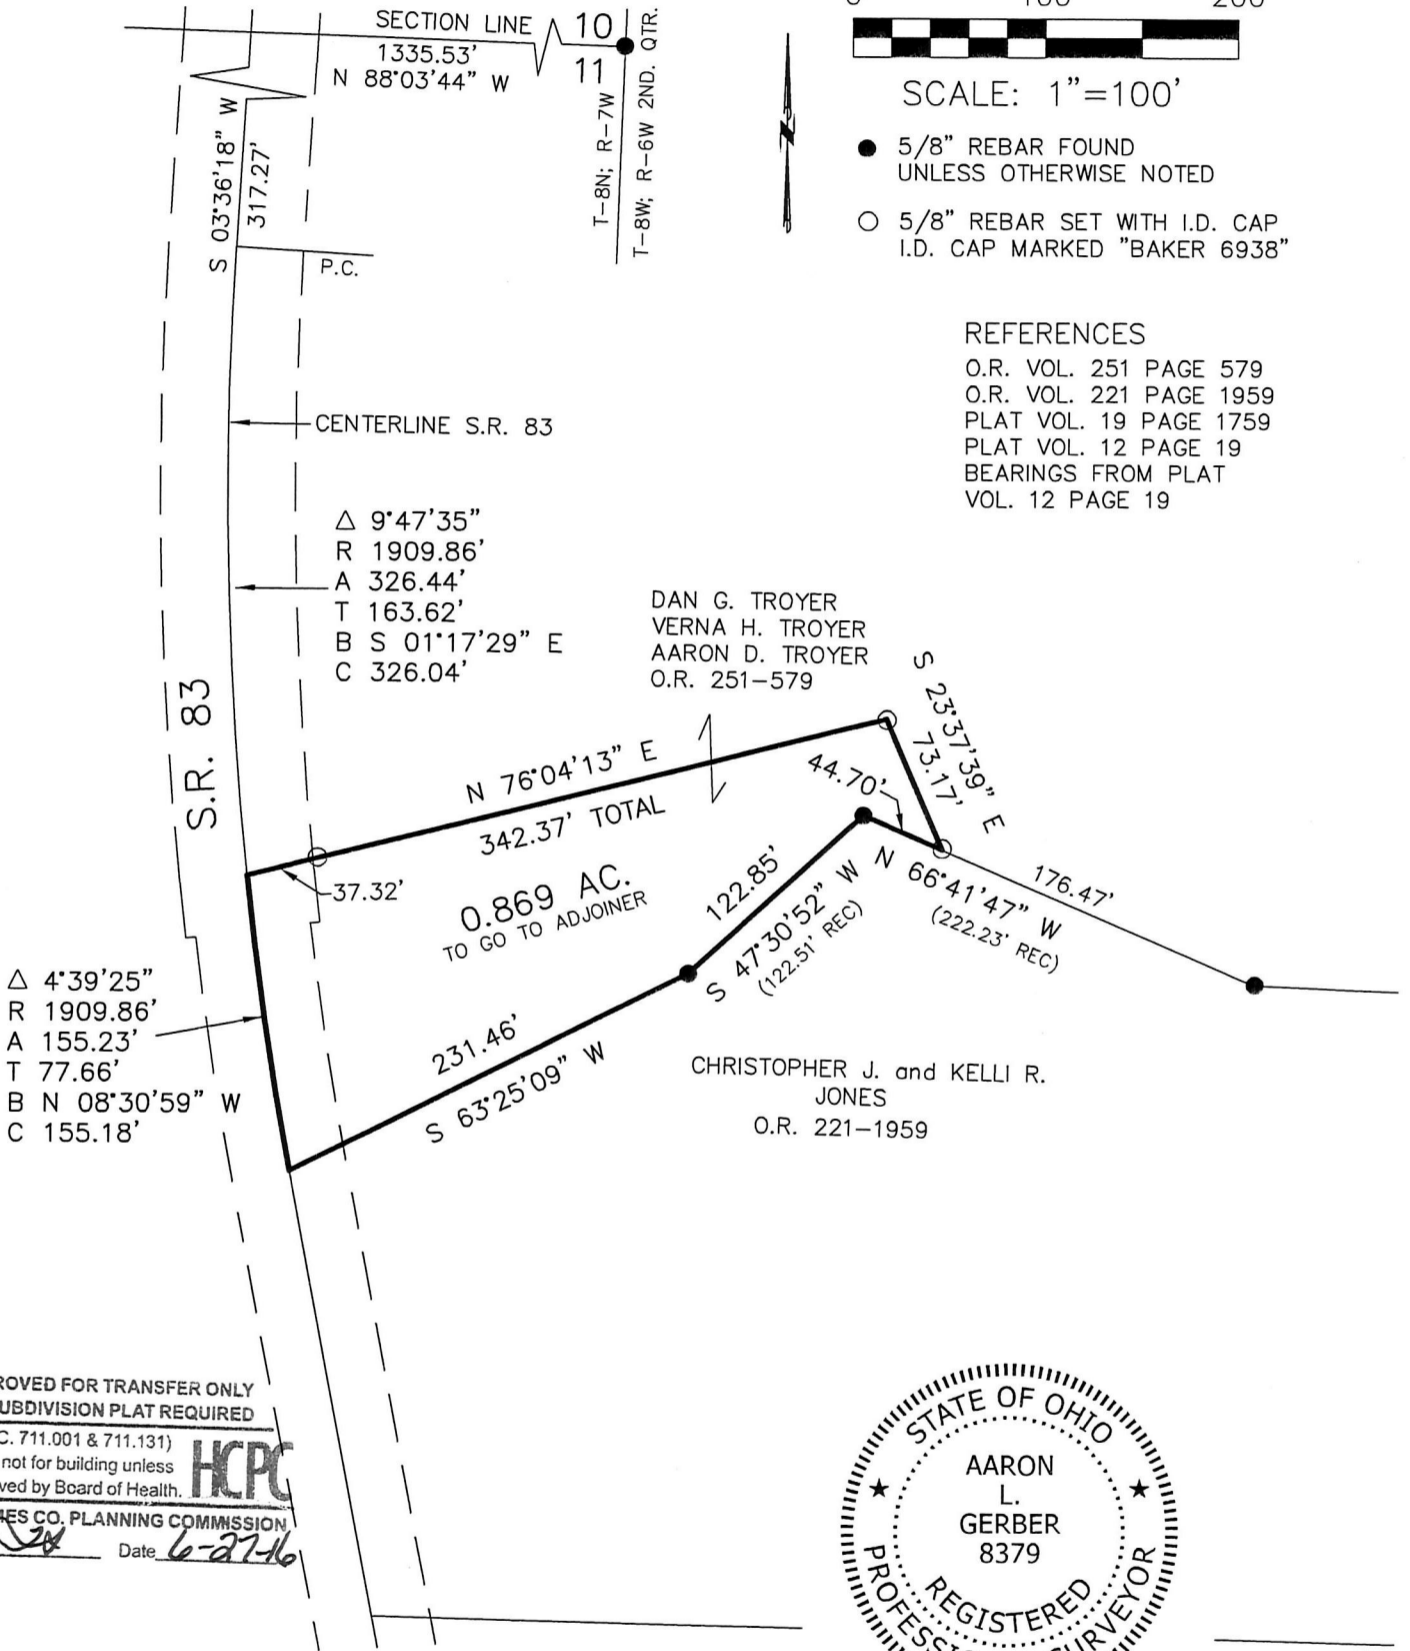 SECTION LINE
10
1335.53'
11
N 88°03'44" W
QTR.
T-8N; R-7W
T-8W; R-6W 2ND.
S 03°36'18" W
317.27'
P.C.
SCALE: 1"=100'
5/8" REBAR FOUND
UNLESS OTHERWISE NOTED
5/8" REBAR SET WITH I.D. CAP
I.D. CAP MARKED "BAKER 6938"
N
REFERENCES
O.R. VOL. 251 PAGE 579
O.R. VOL. 221 PAGE 1959
PLAT VOL. 19 PAGE 1759
PLAT VOL. 12 PAGE 19
BEARINGS FROM PLAT
VOL. 12 PAGE 19
CENTERLINE S.R. 83
Δ 9°47'35"
R 1909.86'
A 326.44'
T 163.62'
B S 01°17'29" E
C 326.04'
S.R. 83
DAN G. TROYER
VERNA H. TROYER
AARON D. TROYER
O.R. 251-579
S 23°37'39" E
73.17'
N 76°04'13" E
342.37' TOTAL
44.70'
37.32'
0.869 AC.
TO GO TO ADJOINER
122.85'
S 47°30'52" W
(122.51' REC)
N 66°41'47" W
(222.23' REC)
176.47'
Δ 4°39'25"
R 1909.86'
A 155.23'
T 77.66'
B N 08°30'59" W
C 155.18'
231.46'
S 63°25'09" W
CHRISTOPHER J. and KELLI R.
JONES
O.R. 221-1959
ROVED FOR TRANSFER ONLY
UBDIVISION PLAT REQUIRED
C. 711.001 & 711.131)
not for building unless
ved by Board of Health.
HCPC
MES CO. PLANNING COMMISSION
Date 6-27-16
STATE OF OHIO
AARON
L.
GERBER
8379
REGISTERED